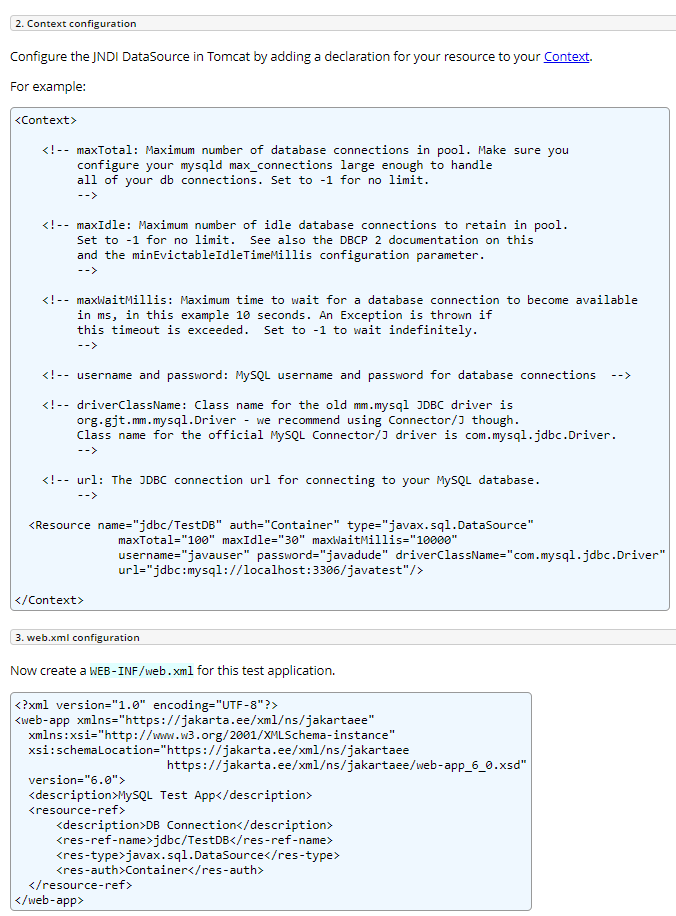 2. Context configuration
Configure the JNDI DataSource in Tomcat by adding a declaration for your resource to your Context.
For example:
<Context>
    <!-- maxTotal: Maximum number of database connections in pool. Make sure you
         configure your mysqld max_connections large enough to handle
         all of your db connections. Set to -1 for no limit.
         -->
    <!-- maxIdle: Maximum number of idle database connections to retain in pool.
         Set to -1 for no limit.  See also the DBCP 2 documentation on this
         and the minEvictableIdleTimeMillis configuration parameter.
         -->
    <!-- maxWaitMillis: Maximum time to wait for a database connection to become available
         in ms, in this example 10 seconds. An Exception is thrown if
         this timeout is exceeded.  Set to -1 to wait indefinitely.
         -->
    <!-- username and password: MySQL username and password for database connections  -->
    <!-- driverClassName: Class name for the old mm.mysql JDBC driver is
         org.gjt.mm.mysql.Driver - we recommend using Connector/J though.
         Class name for the official MySQL Connector/J driver is com.mysql.jdbc.Driver.
         -->
    <!-- url: The JDBC connection url for connecting to your MySQL database.
         -->
  <Resource name="jdbc/TestDB" auth="Container" type="javax.sql.DataSource"
               maxTotal="100" maxIdle="30" maxWaitMillis="10000"
               username="javauser" password="javadude" driverClassName="com.mysql.jdbc.Driver"
               url="jdbc:mysql://localhost:3306/javatest"/>
</Context>
3. web.xml configuration
Now create a WEB-INF/web.xml for this test application.
<?xml version="1.0" encoding="UTF-8"?>
<web-app xmlns="https://jakarta.ee/xml/ns/jakartaee"
  xmlns:xsi="http://www.w3.org/2001/XMLSchema-instance"
  xsi:schemaLocation="https://jakarta.ee/xml/ns/jakartaee
                      https://jakarta.ee/xml/ns/jakartaee/web-app_6_0.xsd"
  version="6.0">
  <description>MySQL Test App</description>
  <resource-ref>
      <description>DB Connection</description>
      <res-ref-name>jdbc/TestDB</res-ref-name>
      <res-type>javax.sql.DataSource</res-type>
      <res-auth>Container</res-auth>
  </resource-ref>
</web-app>